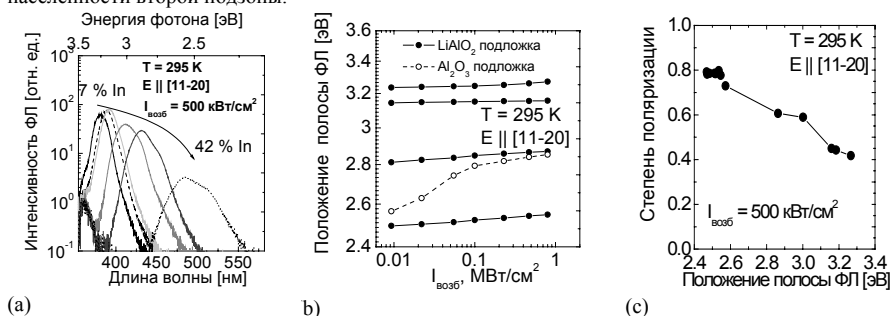 населенности второй подзоны.
Энергия фотона [эВ]
3.5 3 2.5
Интенсивность ФЛ [отн. ед.]
10³
10²
10¹
10⁰
10⁻¹
T = 295 K
E || [11-20]
7 % In
I возб = 500 кВт/см²
42 % In
400 450 500 550
Длина волны [нм]
(a)
Положение полосы ФЛ [эВ]
3.6
3.2
2.8
2.4
LiAlO₂ подложка
Al₂O₃ подложка
T = 295 K
E || [11-20]
0.01 0.1 1
I возб, МВт/см²
b)
Степень поляризации
1.0
0.8
0.6
0.4
0.2
0.0
T = 295 K
E || [11-20]
I возб = 500 кВт/см²
2.4 2.6 2.8 3.0 3.2 3.4
Положение полосы ФЛ [эВ]
(c)